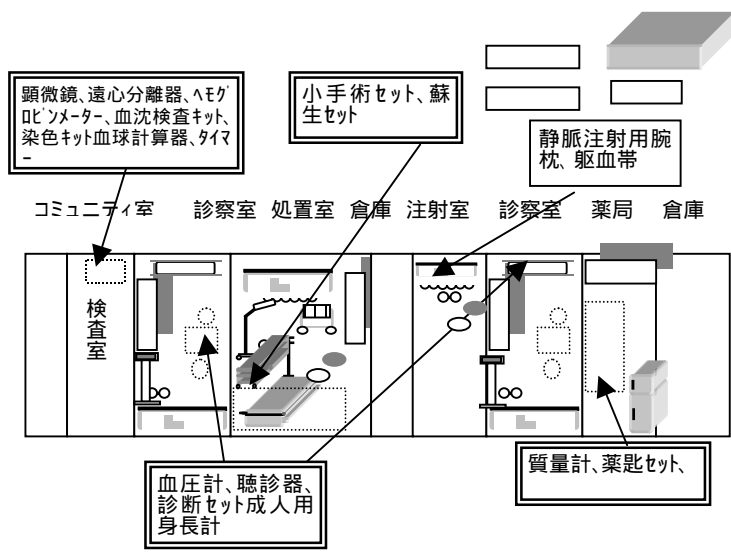 顕微鏡、遠心分離器、ﾍﾓｸﾞ
ﾛﾋﾞﾝﾒｰﾀｰ、血沈検査ｷｯﾄ、
染色ｷｯﾄ血球計算器、ﾀｲﾏ
ｰ
小手術ｾｯﾄ、蘇
生ｾｯﾄ
静脈注射用腕
枕、駆血帯
コミュニティ室 診察室 処置室 倉庫 注射室 診察室 薬局 倉庫
検査室
血圧計、聴診器、
診断ｾｯﾄ成人用
身長計
質量計、薬匙ｾｯﾄ、